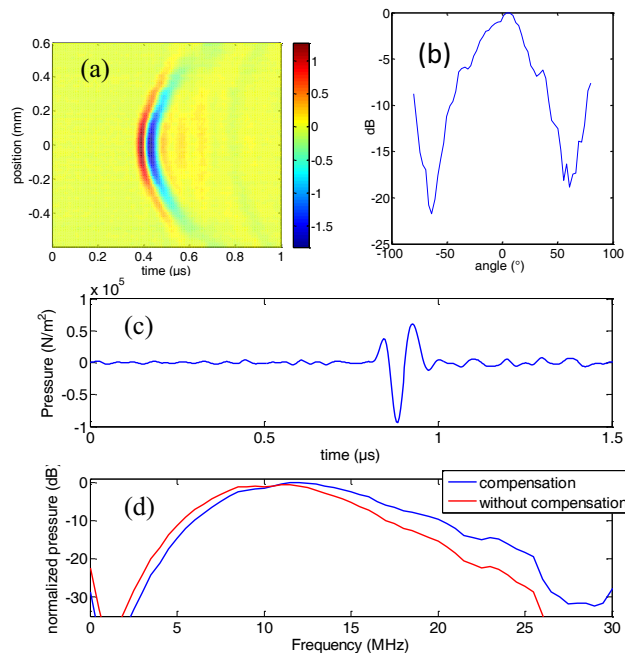 (a)
position (mm)
0.6
0.4
0.2
0
-0.2
-0.4
0 0.2 0.4 0.6 0.8 1
time (µs)
1
0.5
0
-0.5
-1
-1.5
(b)
dB
0
-5
-10
-15
-20
-25
-100 -50 0 50 100
angle (°)
(c)
x 10^5
Pressure (N/m²)
1
0.5
0
-0.5
-1
0 0.5 1 1.5
time (µs)
(d)
normalized pressure (dB)
0
-10
-20
-30
0 5 10 15 20 25 30
Frequency (MHz)
compensation
without compensation